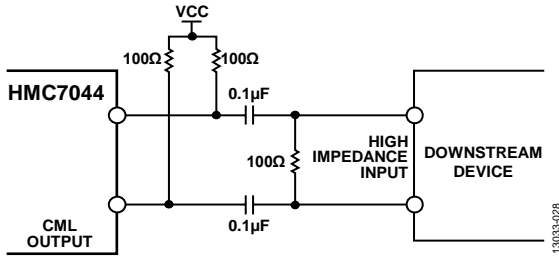 VCC
100Ω
100Ω
HMC7044
0.1µF
100Ω
HIGH
IMPEDANCE
INPUT
DOWNSTREAM
DEVICE
CML
OUTPUT
0.1µF
13033-028